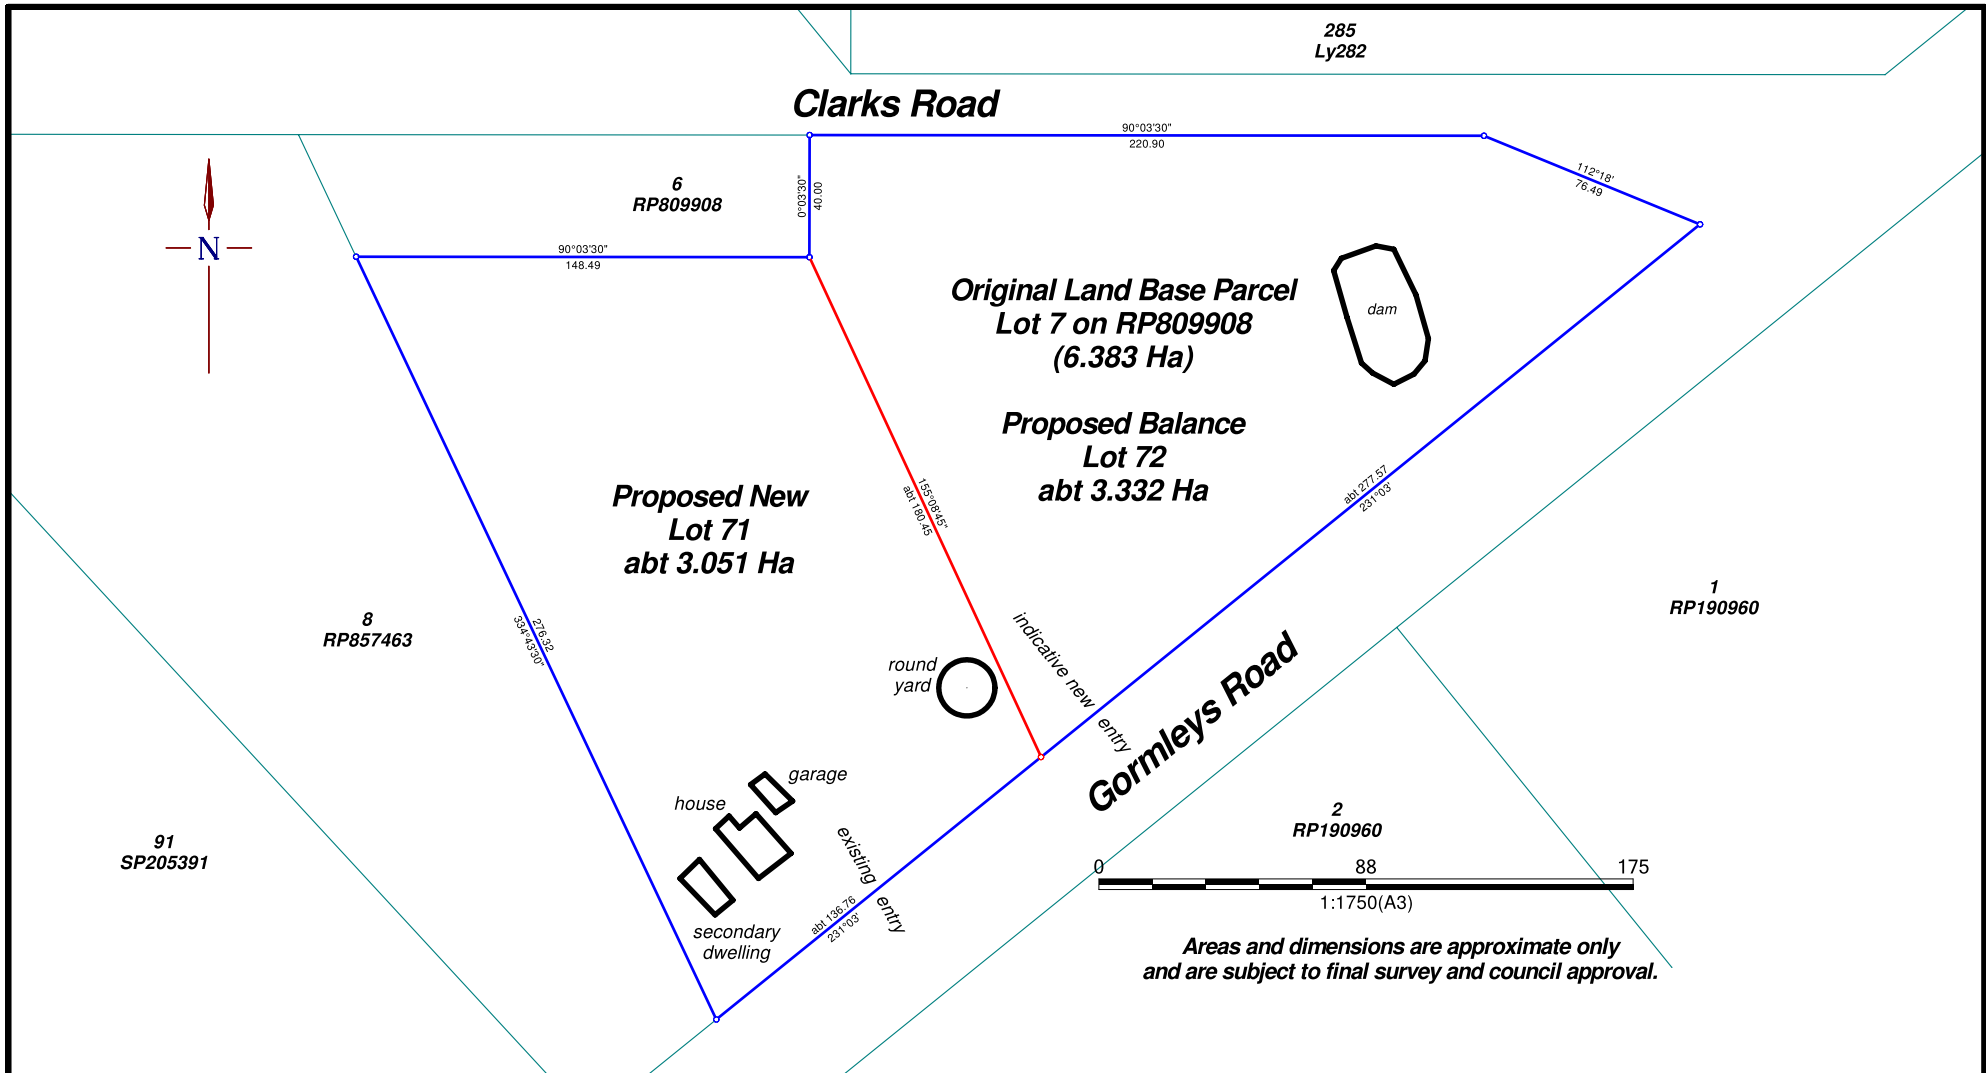 285
Ly282
Clarks Road
90°03'30"
220.90
112°18'
76.49
6
RP809908
0°03'30"
40.00
N
90°03'30"
148.49
Original Land Base Parcel
Lot 7 on RP809908
(6.383 Ha)
dam
Proposed Balance
Lot 72
abt 3.332 Ha
Proposed New
Lot 71
abt 3.051 Ha
155°08'45"
abt 180.45
abt 277.57
231°03'
8
RP857463
276.32
334°43'30"
1
RP190960
indicative new entry
round
yard
Gormleys Road
garage
house
existing entry
secondary
dwelling
abt 136.76
231°03'
91
SP205391
2
RP190960
0 88 175
1:1750(A3)
Areas and dimensions are approximate only
and are subject to final survey and council approval.